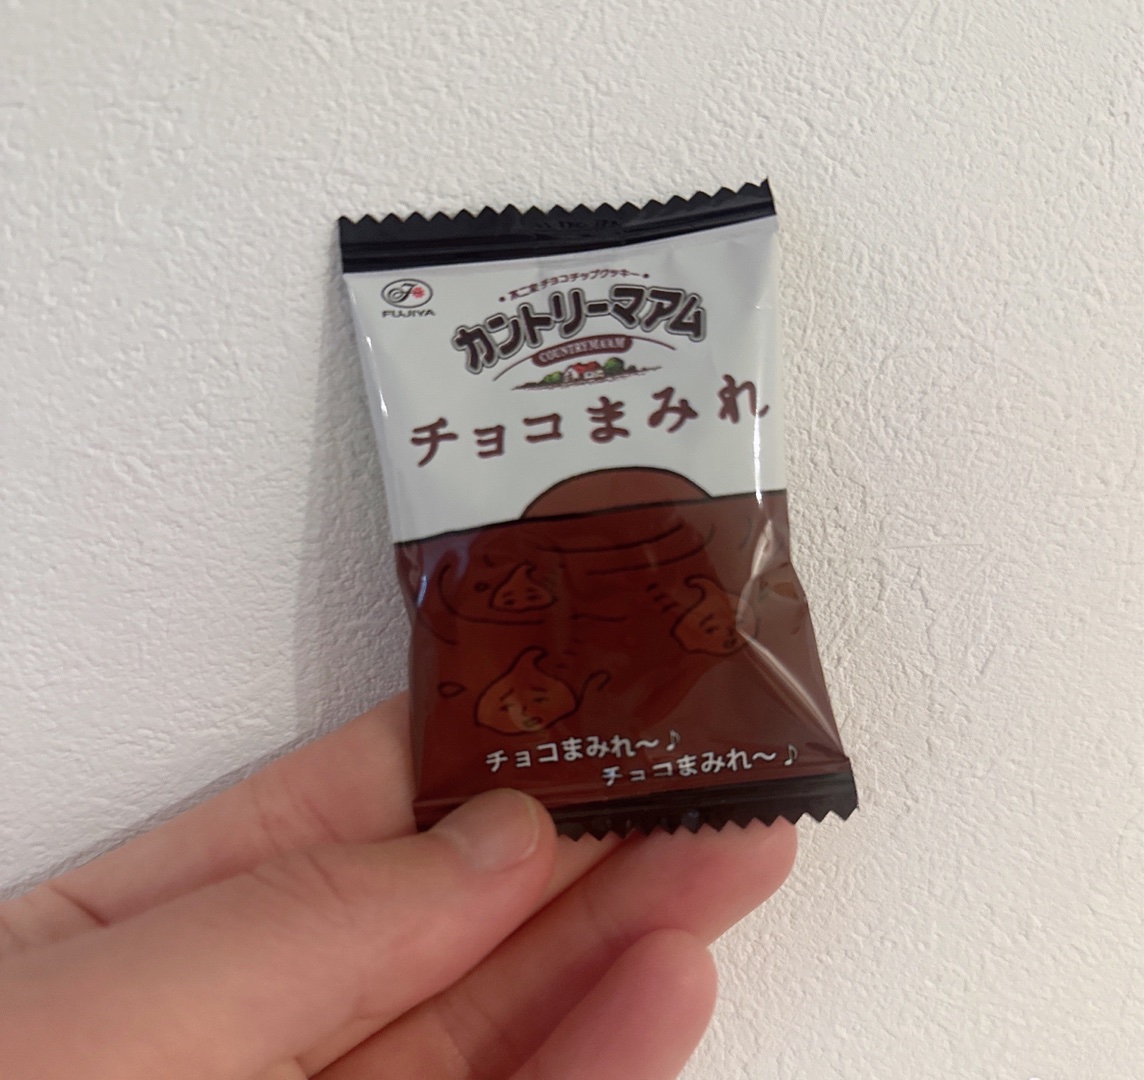 FUJIYA
・不二家チョコチップクッキー・
カントリーマアム
COUNTRY MA'AM
チョコまみれ
チョコまみれ〜♪
チョコまみれ〜♪